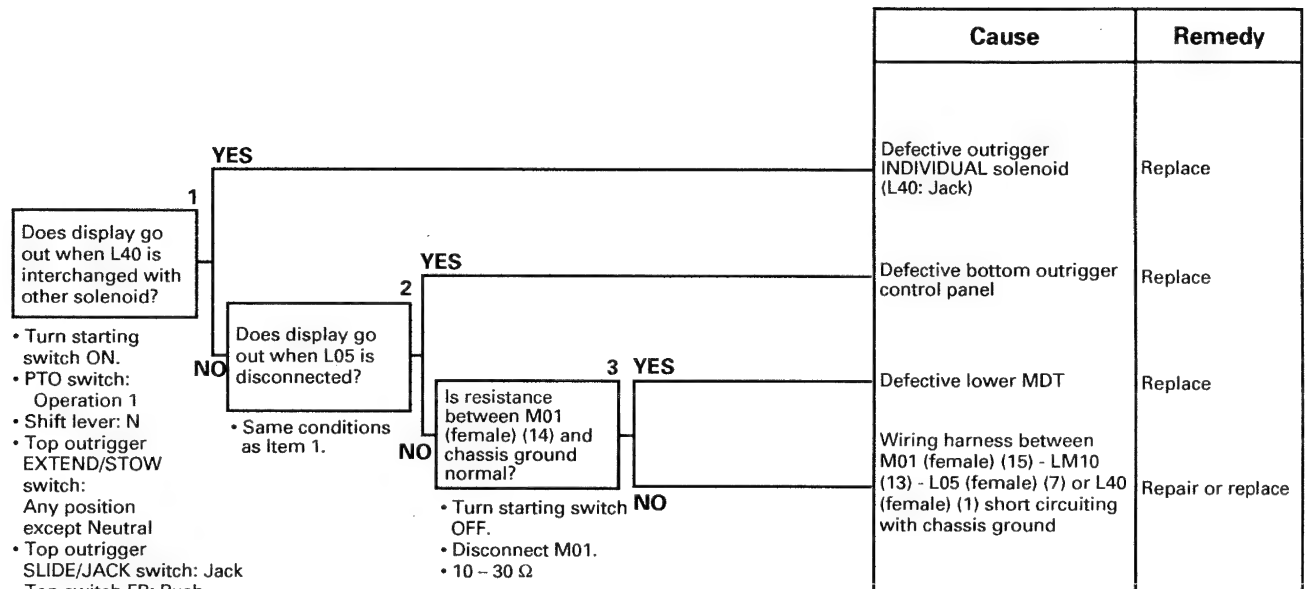 Cause
Remedy
YES
Defective outrigger
INDIVIDUAL solenoid
(L40: Jack)
Replace
1
Does display go
out when L40 is
interchanged with
other solenoid?
• Turn starting
switch ON.
• PTO switch:
Operation 1
• Shift lever: N
• Top outrigger
EXTEND/STOW
switch:
Any position
except Neutral
• Top outrigger
SLIDE/JACK switch: Jack
NO
YES
Defective bottom outrigger
control panel
Replace
2
Does display go
out when L05 is
disconnected?
• Same conditions
as Item 1.
NO
3
YES
Defective lower MDT
Replace
Is resistance
between M01
(female) (14) and
chassis ground
normal?
• Turn starting switch
OFF.
• Disconnect M01.
• 10 – 30 Ω
NO
Wiring harness between
M01 (female) (15) - LM10
(13) - L05 (female) (7) or L40
(female) (1) short circuiting
with chassis ground
Repair or replace